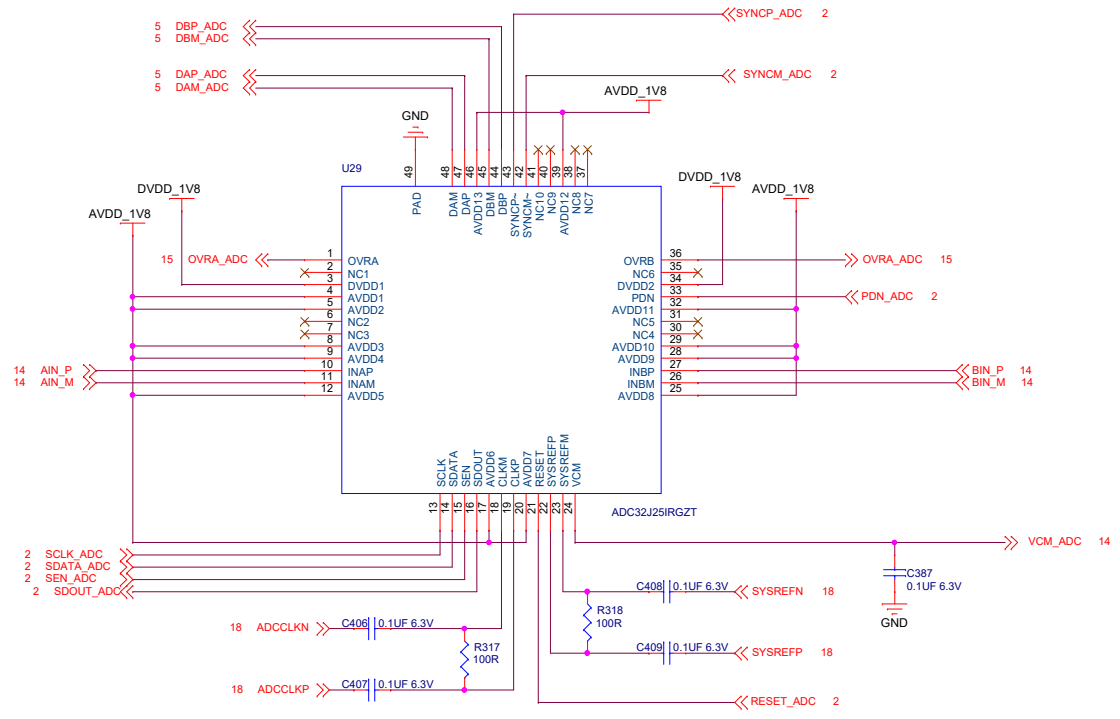 SYNCP_ADC 2
5 DBP_ADC
5 DBM_ADC
5 DAP_ADC
5 DAM_ADC
SYNCM_ADC 2
AVDD_1V8
GND
U29
49 48 47 46 45 44 43 42 41 40 39 38 37
PAD DAM DAP AVDD13 DBM DBP SYNCP~ SYNCM~ NC10 NC9 AVDD12 NC8 NC7
DVDD_1V8
AVDD_1V8
DVDD_1V8
AVDD_1V8
15 OVRA_ADC
1 OVRA
2 NC1
3 DVDD1
4 AVDD1
5 AVDD2
6 NC2
7 NC3
8 AVDD3
9 AVDD4
10 INAP
11 INAM
12 AVDD5
14 AIN_P
14 AIN_M
OVRB 36
NC6 35
DVDD2 34
PDN 33
AVDD11 32
NC5 31
NC4 30
AVDD10 29
AVDD9 28
INBP 27
INBM 26
AVDD8 25
OVRA_ADC 15
PDN_ADC 2
BIN_P 14
BIN_M 14
SCLK SDATA SEN SDOUT AVDD6 CLKM CLKP AVDD7 RESET SYSREFP SYSREFM VCM
13 14 15 16 17 18 19 20 21 22 23 24
ADC32J25IRGZT
2 SCLK_ADC
2 SDATA_ADC
2 SEN_ADC
2 SDOUT_ADC
VCM_ADC 14
C387
0.1UF 6.3V
GND
C408 0.1UF 6.3V
SYSREFN 18
R318
100R
C409 0.1UF 6.3V
SYSREFP 18
18 ADCCLKN
C406 0.1UF 6.3V
R317
100R
18 ADCCLKP
C407 0.1UF 6.3V
RESET_ADC 2